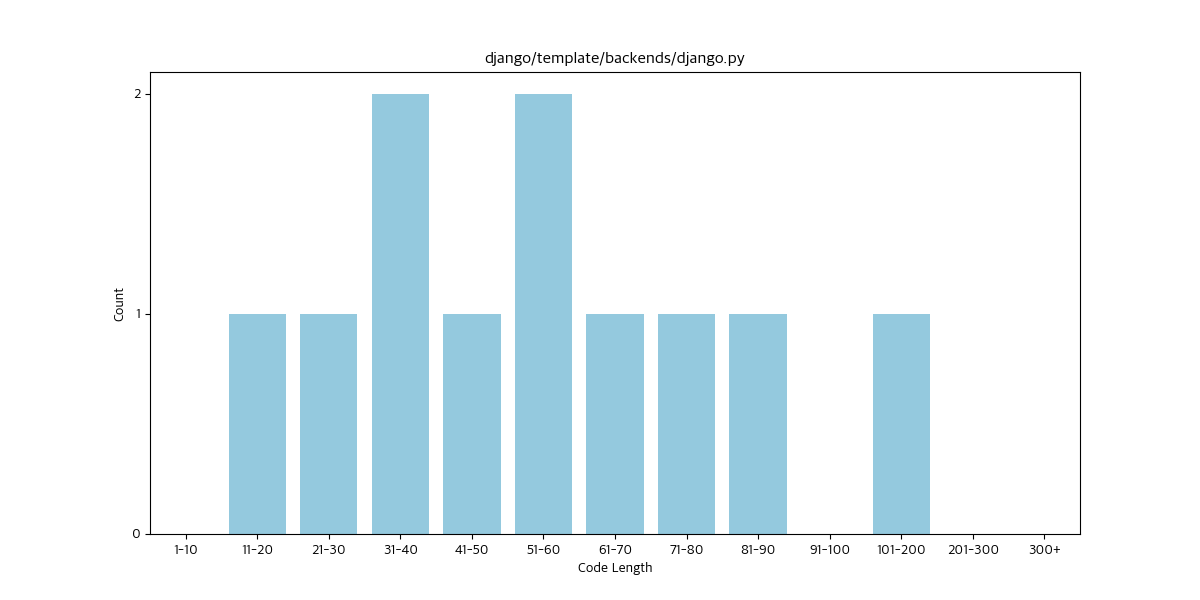 django/template/backends/django.py
2
1
0
Count
1-10 11-20 21-30 31-40 41-50 51-60 61-70 71-80 81-90 91-100 101-200 201-300 300+
Code Length